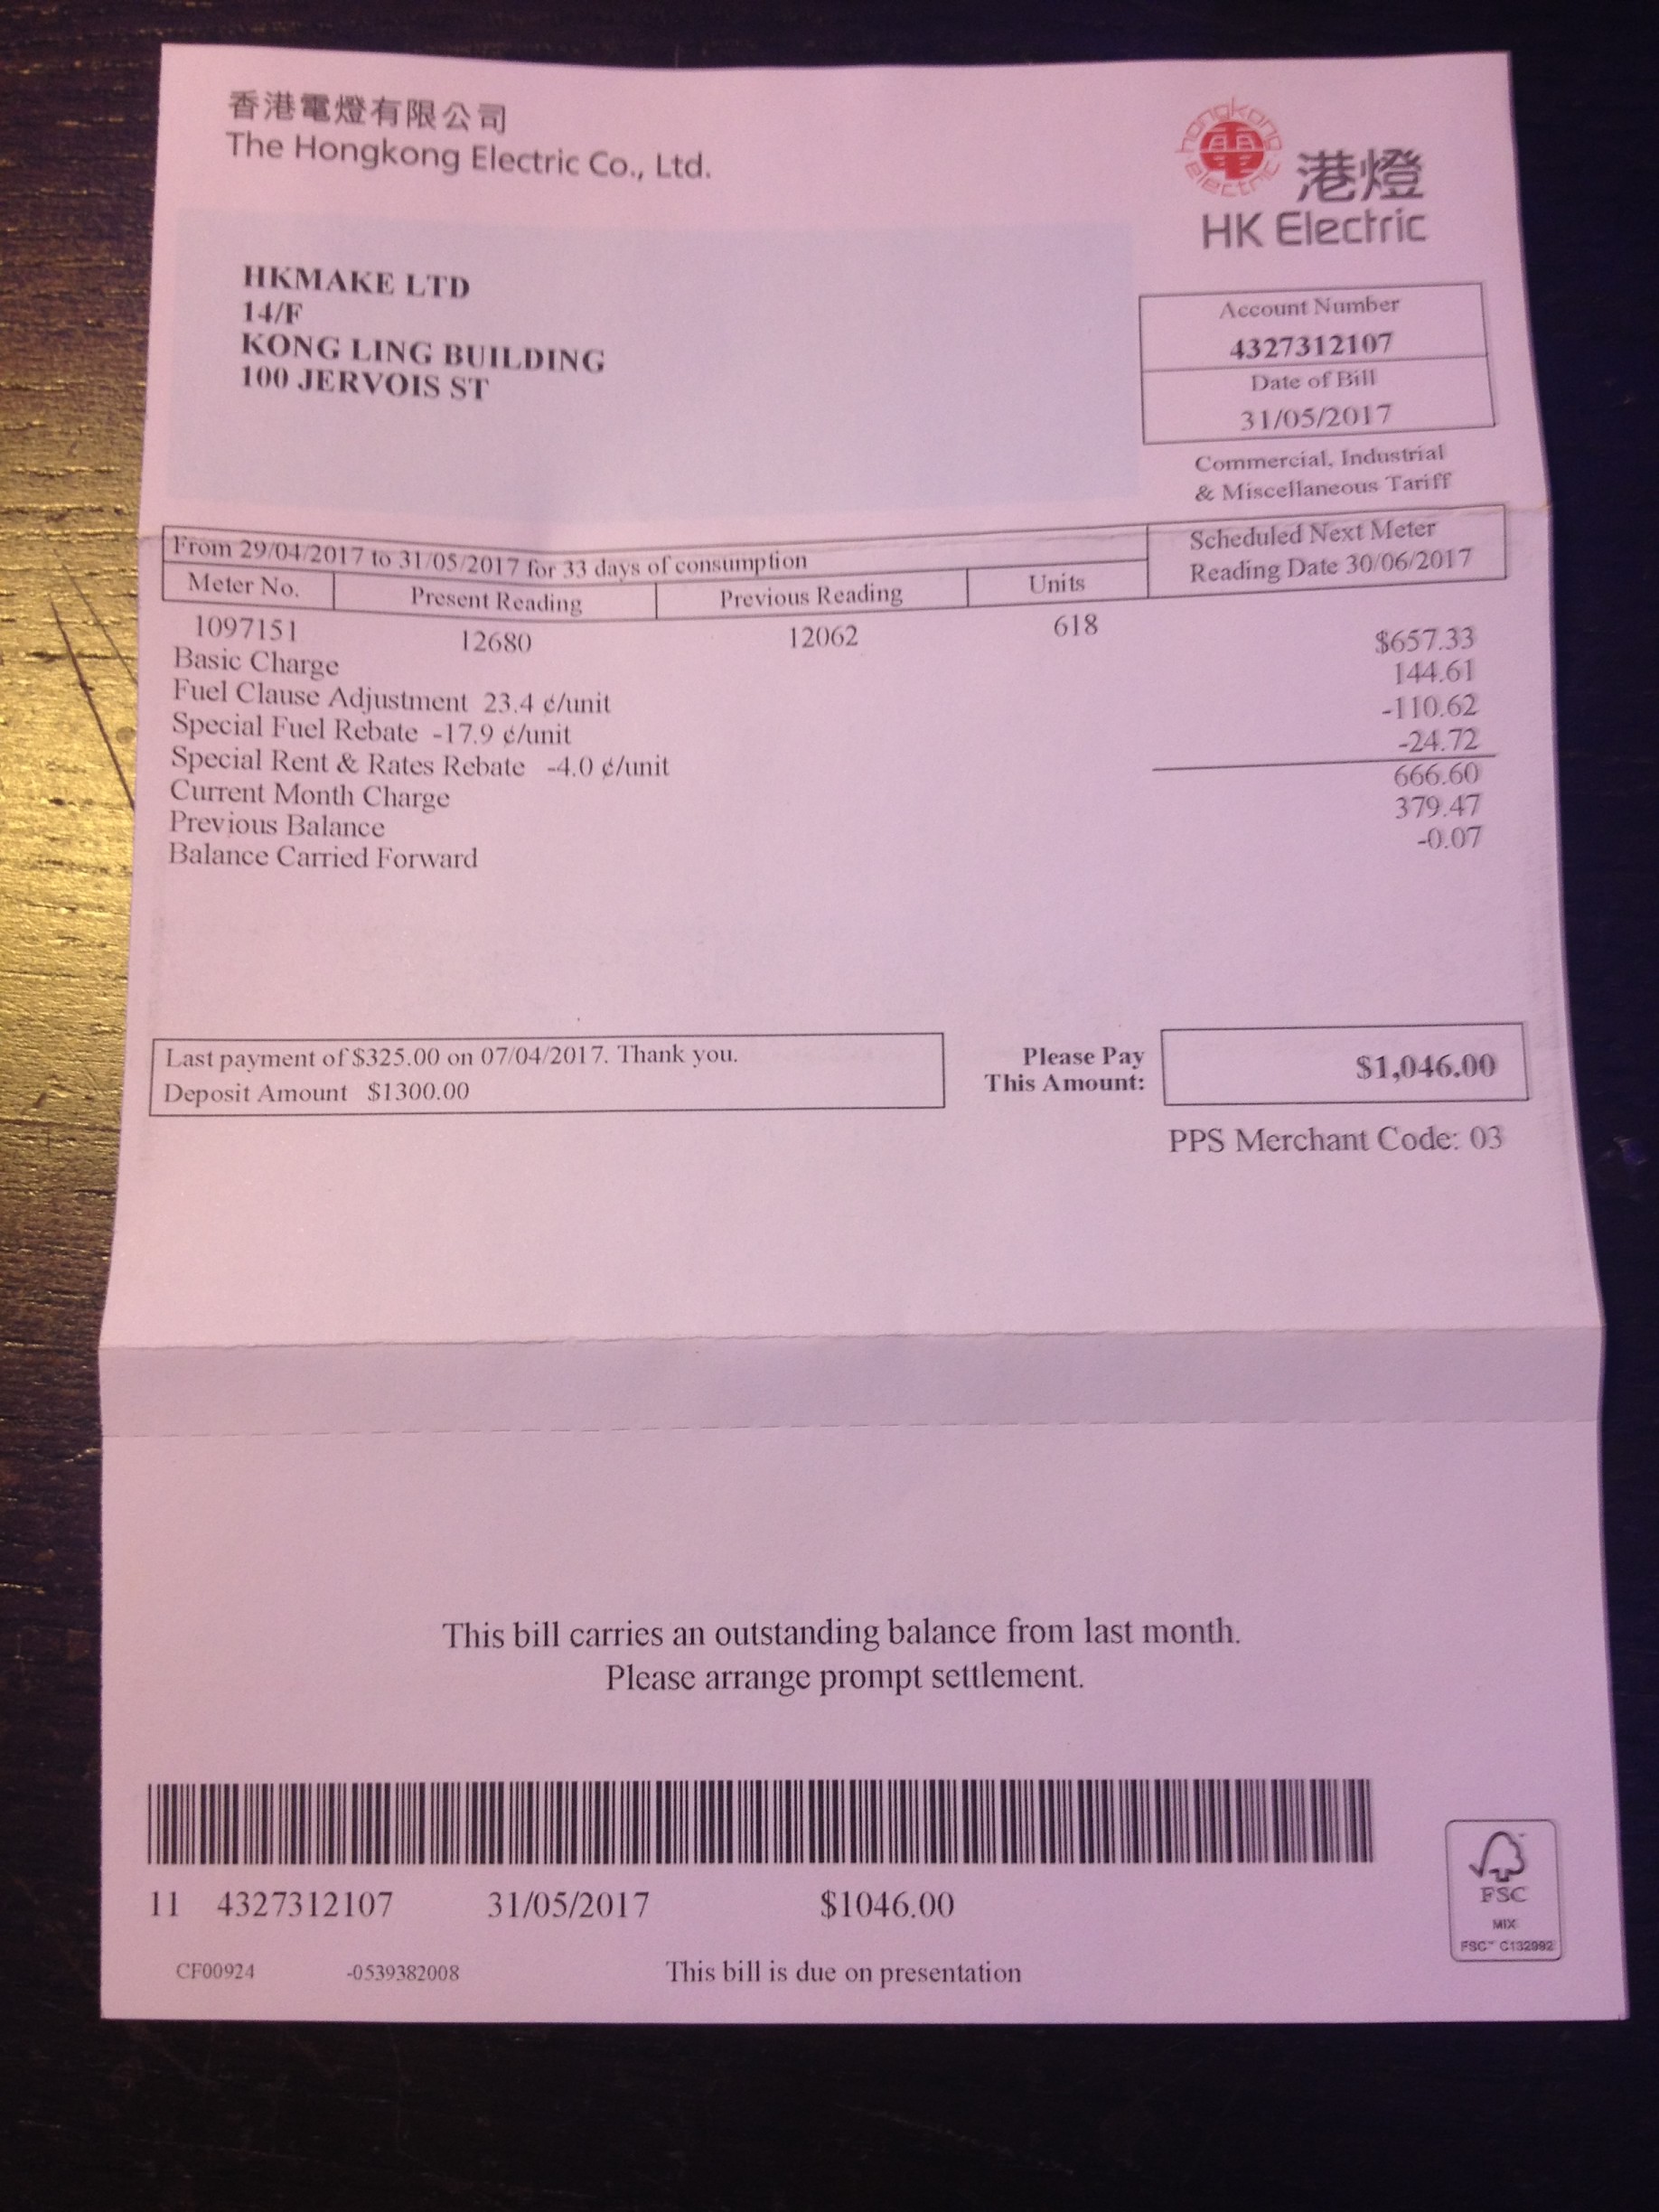 香港電燈有限公司
The Hongkong Electric Co., Ltd.
hongkong electric
電
港燈
HK Electric
HKMAKE LTD
14/F
KONG LING BUILDING
100 JERVOIS ST
Account Number
4327312107
Date of Bill
31/05/2017
Commercial, Industrial
& Miscellaneous Tariff
From 29/04/2017 to 31/05/2017 for 33 days of consumption
Scheduled Next Meter
Reading Date 30/06/2017
Meter No. Present Reading Previous Reading Units
1097151 12680 12062 618
Basic Charge $657.33
Fuel Clause Adjustment 23.4 ¢/unit 144.61
Special Fuel Rebate -17.9 ¢/unit -110.62
Special Rent & Rates Rebate -4.0 ¢/unit -24.72
Current Month Charge 666.60
Previous Balance 379.47
Balance Carried Forward -0.07
Last payment of $325.00 on 07/04/2017. Thank you.
Deposit Amount $1300.00
Please Pay
This Amount:
$1,046.00
PPS Merchant Code: 03
This bill carries an outstanding balance from last month.
Please arrange prompt settlement.
11 4327312107 31/05/2017 $1046.00
CF00924 -0539382008 This bill is due on presentation
FSC
MIX
FSC™ C132992